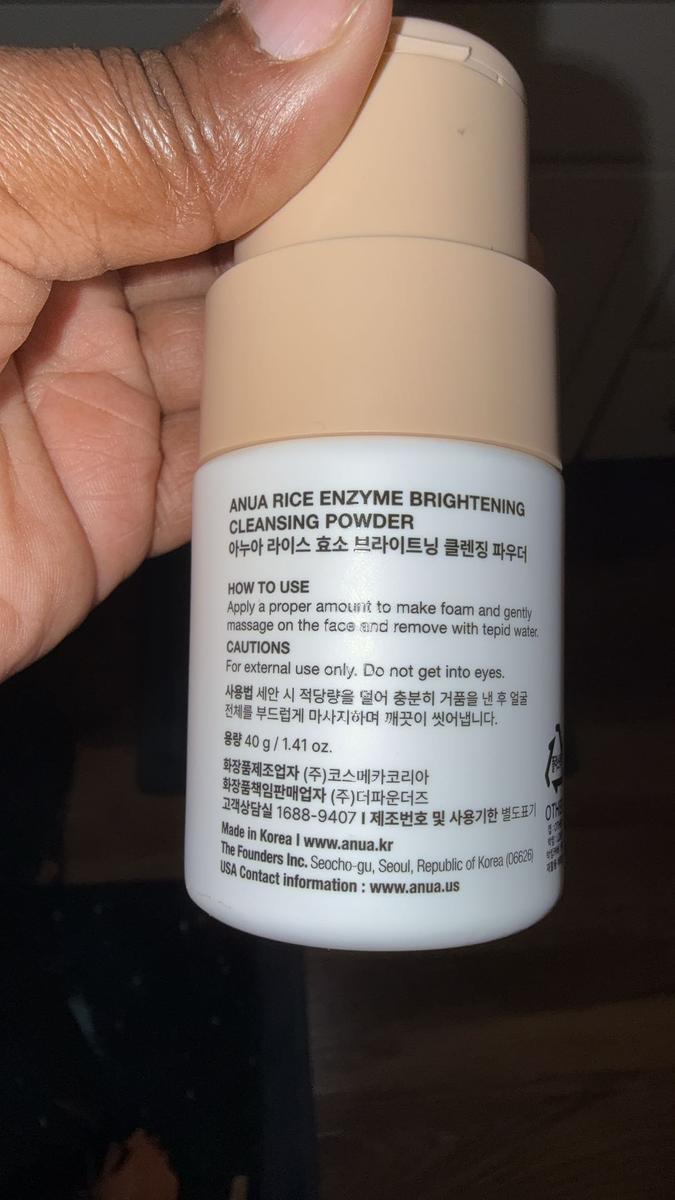 ANUA RICE ENZYME BRIGHTENING
CLEANSING POWDER
아누아 라이스 효소 브라이트닝 클렌징 파우더
HOW TO USE
Apply a proper amount to make foam and gently
massage on the face and remove with tepid water.
CAUTIONS
For external use only. Do not get into eyes.
사용법 세안 시 적당량을 덜어 충분히 거품을 낸 후 얼굴
전체를 부드럽게 마사지하며 깨끗이 씻어냅니다.
용량 40 g / 1.41 oz.
화장품제조업자 (주)코스메카코리아
화장품책임판매업자 (주)더파운더즈
고객상담실 1688-9407 I 제조번호 및 사용기한 별도표기
Made in Korea I www.anua.kr
The Founders Inc. Seocho-gu, Seoul, Republic of Korea (06626)
USA Contact information : www.anua.us